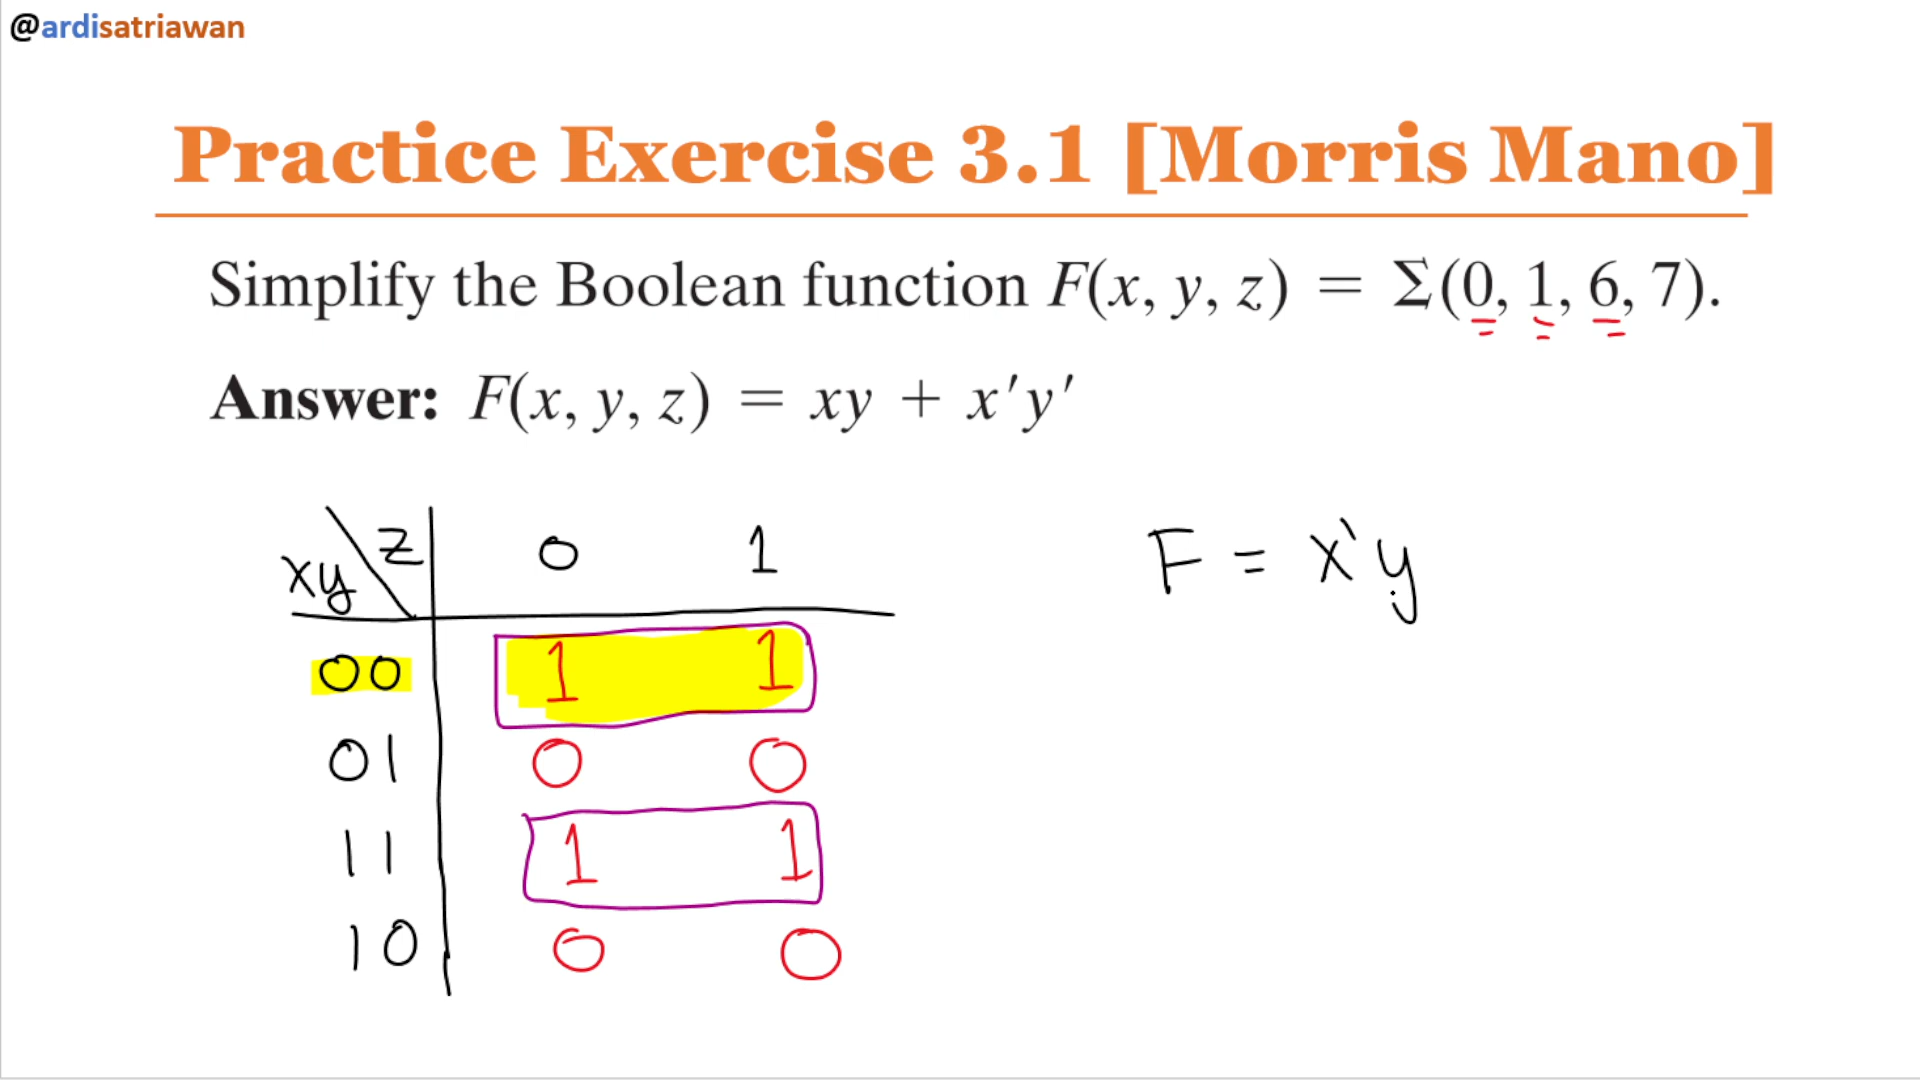 @ardisatriawan
Practice Exercise 3.1 [Morris Mano]
Simplify the Boolean function F(x, y, z) = Σ(0, 1, 6, 7).
Answer: F(x, y, z) = xy + x′y′
xy z 0 1
00 1 1
01 0 0
11 1 1
10 0 0
F = x'y